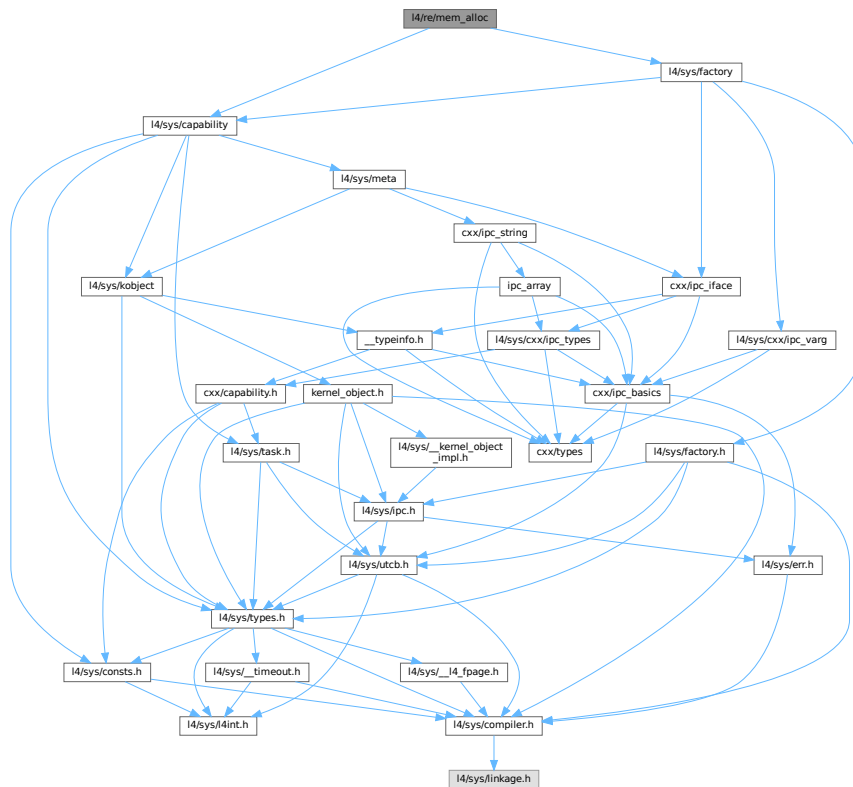 l4/re/mem_alloc
l4/sys/factory
l4/sys/capability
l4/sys/meta
cxx/ipc_string
l4/sys/kobject
ipc_array
cxx/ipc_iface
__typeinfo.h
l4/sys/cxx/ipc_types
l4/sys/cxx/ipc_varg
cxx/capability.h
kernel_object.h
cxx/ipc_basics
l4/sys/task.h
l4/sys/__kernel_object
_impl.h
cxx/types
l4/sys/factory.h
l4/sys/ipc.h
l4/sys/utcb.h
l4/sys/err.h
l4/sys/types.h
l4/sys/consts.h
l4/sys/__timeout.h
l4/sys/__l4_fpage.h
l4/sys/l4int.h
l4/sys/compiler.h
l4/sys/linkage.h